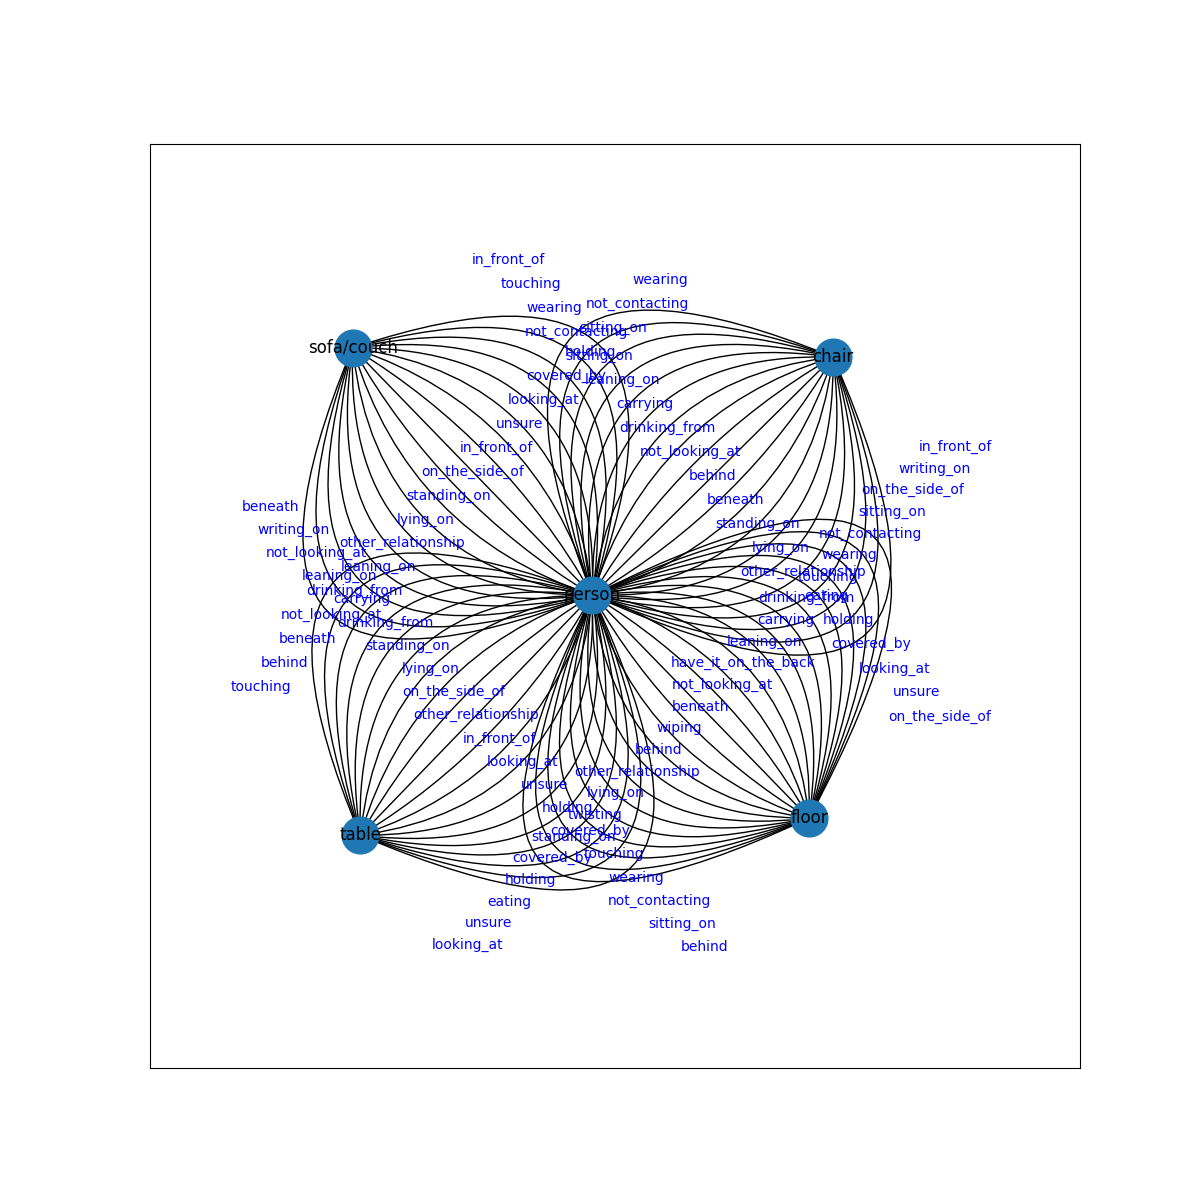 in_front_of
wearing
touching
not_contacting
wearing
sitting_on
not_contacting
holding
sitting_on
sofa/couch
chair
covered_by
leaning_on
looking_at
carrying
unsure
drinking_from
in_front_of
not_looking_at
in_front_of
on_the_side_of
behind
writing_on
standing_on
beneath
on_the_side_of
beneath
lying_on
standing_on
sitting_on
writing_on
other_relationship
lying_on
not_contacting
not_looking_at
leaning_on
other_relationship
wearing
leaning_on
touching
drinking_from
person
eating
carrying
drinking_from
not_looking_at
drinking_from
carrying
holding
beneath
standing_on
leaning_on
covered_by
behind
lying_on
have_it_on_the_back
looking_at
touching
on_the_side_of
not_looking_at
unsure
other_relationship
beneath
on_the_side_of
in_front_of
wiping
looking_at
behind
unsure
other_relationship
holding
lying_on
twisting
floor
table
standing_on
covered_by
covered_by
touching
holding
wearing
eating
not_contacting
unsure
sitting_on
looking_at
behind